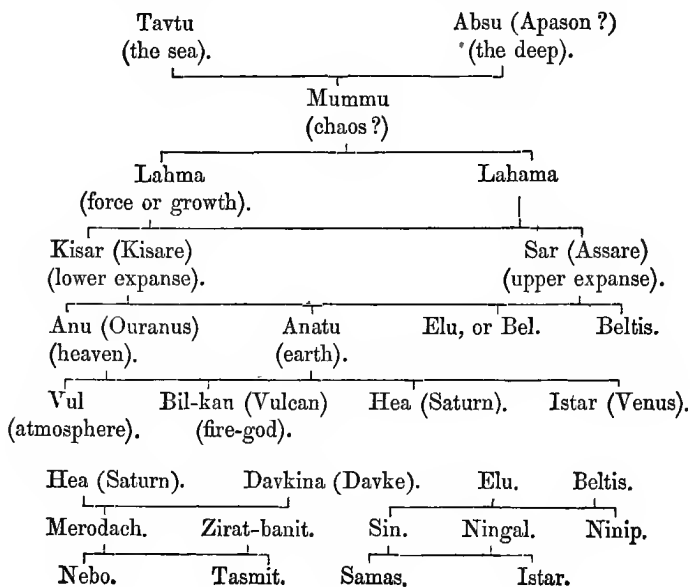 Tavtu Absu (Apason ?)
(the sea). (the deep).
Mummu
(chaos ?)
Lahma Lahama
(force or growth).
Kisar (Kisare) Sar (Assare)
(lower expanse). (upper expanse).
Anu (Ouranus) Anatu Elu, or Bel. Beltis.
(heaven). (earth).
Vul Bil-kan (Vulcan) Hea (Saturn). Istar (Venus).
(atmosphere). (fire-god).
Hea (Saturn). Davkina (Davke). Elu. Beltis.
Merodach. Zirat-banit. Sin. Ningal. Ninip.
Nebo. Tasmit. Samas. Istar.